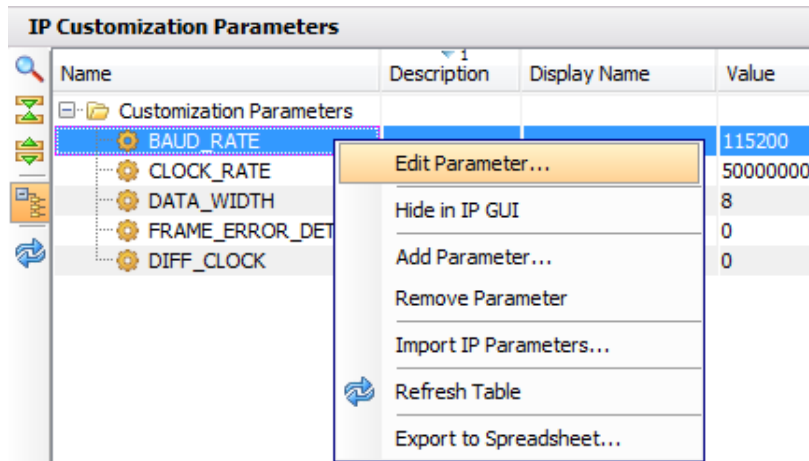 IP Customization Parameters
1
Name Description Display Name Value
Customization Parameters
BAUD_RATE 115200
CLOCK_RATE 50000000
DATA_WIDTH 8
FRAME_ERROR_DET 0
DIFF_CLOCK 0
Edit Parameter...
Hide in IP GUI
Add Parameter...
Remove Parameter
Import IP Parameters...
Refresh Table
Export to Spreadsheet...